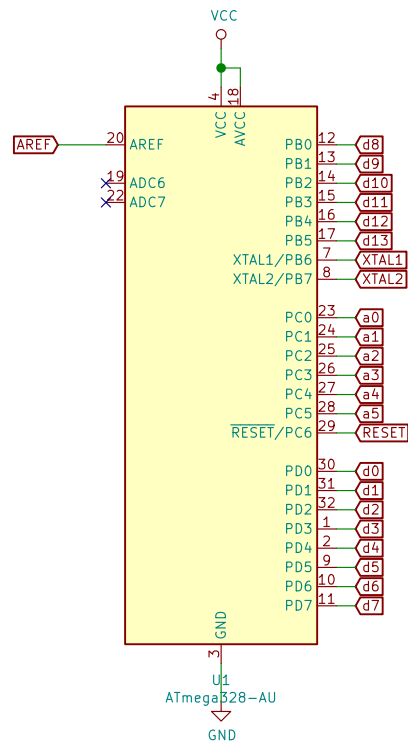 VCC
4
18
VCC
AVCC
AREF
20
AREF
19
ADC6
22
ADC7
PB0 12 d8
PB1 13 d9
PB2 14 d10
PB3 15 d11
PB4 16 d12
PB5 17 d13
XTAL1/PB6 7 XTAL1
XTAL2/PB7 8 XTAL2
PC0 23 a0
PC1 24 a1
PC2 25 a2
PC3 26 a3
PC4 27 a4
PC5 28 a5
RESET/PC6 29 RESET
PD0 30 d0
PD1 31 d1
PD2 32 d2
PD3 1 d3
PD4 2 d4
PD5 9 d5
PD6 10 d6
PD7 11 d7
GND
3
U1
ATmega328-AU
GND